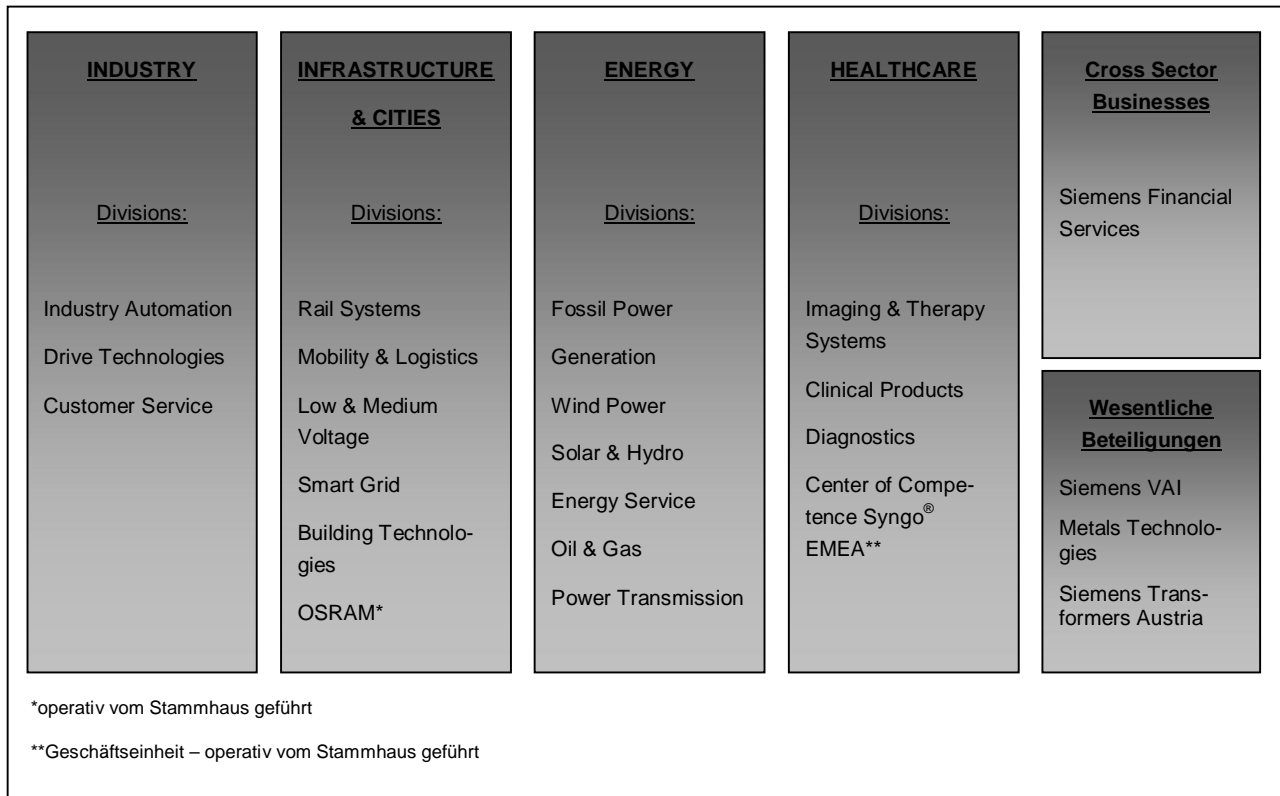 INDUSTRY
Divisions:
Industry Automation
Drive Technologies
Customer Service
INFRASTRUCTURE
& CITIES
Divisions:
Rail Systems
Mobility & Logistics
Low & Medium
Voltage
Smart Grid
Building Technolo-
gies
OSRAM*
ENERGY
Divisions:
Fossil Power
Generation
Wind Power
Solar & Hydro
Energy Service
Oil & Gas
Power Transmission
HEALTHCARE
Divisions:
Imaging & Therapy
Systems
Clinical Products
Diagnostics
Center of Compe-
tence Syngo®
EMEA**
Cross Sector
Businesses
Siemens Financial
Services
Wesentliche
Beteiligungen
Siemens VAI
Metals Technolo-
gies
Siemens Trans-
formers Austria
*operativ vom Stammhaus geführt
**Geschäftseinheit – operativ vom Stammhaus geführt